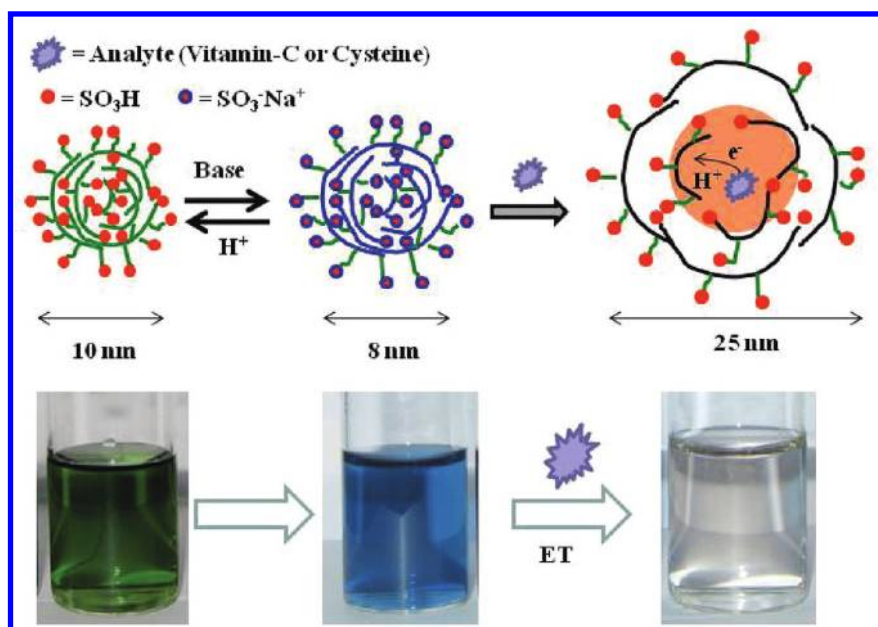 = Analyte (Vitamin-C or Cysteine)
= SO₃H = SO₃⁻Na⁺
Base
H⁺
e⁻
H⁺
10 nm
8 nm
25 nm
ET